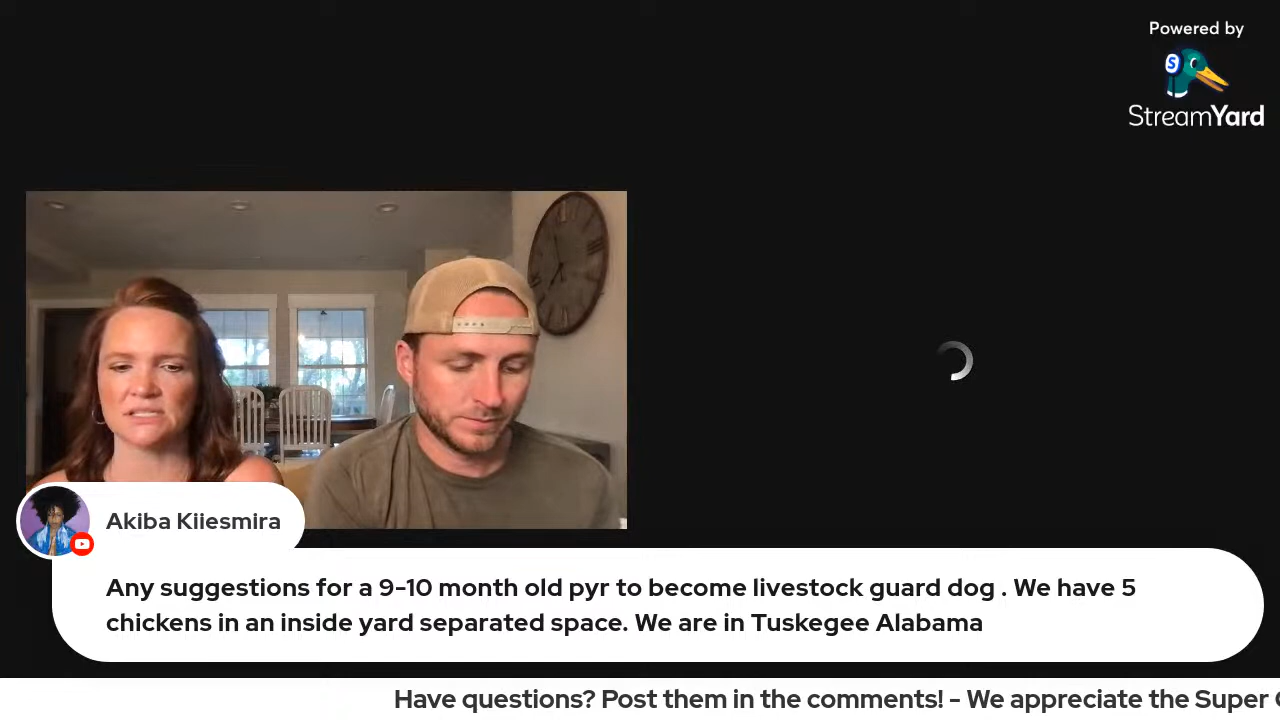 Powered by
S
StreamYard
Akiba Kiiesmira
Any suggestions for a 9-10 month old pyr to become livestock guard dog . We have 5
chickens in an inside yard separated space. We are in Tuskegee Alabama
Have questions? Post them in the comments! - We appreciate the Super